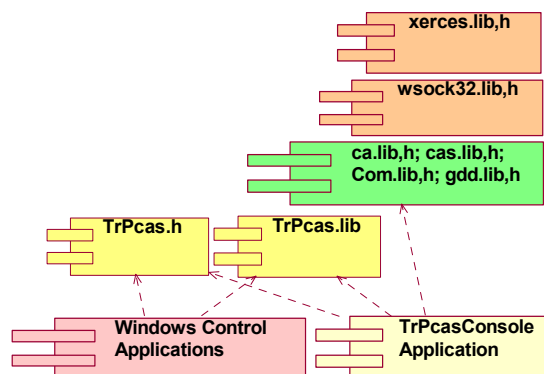 xerces.lib,h
wsock32.lib,h
ca.lib,h; cas.lib,h;
Com.lib,h; gdd.lib,h
TrPcas.h
TrPcas.lib
Windows Control
Applications
TrPcasConsole
Application